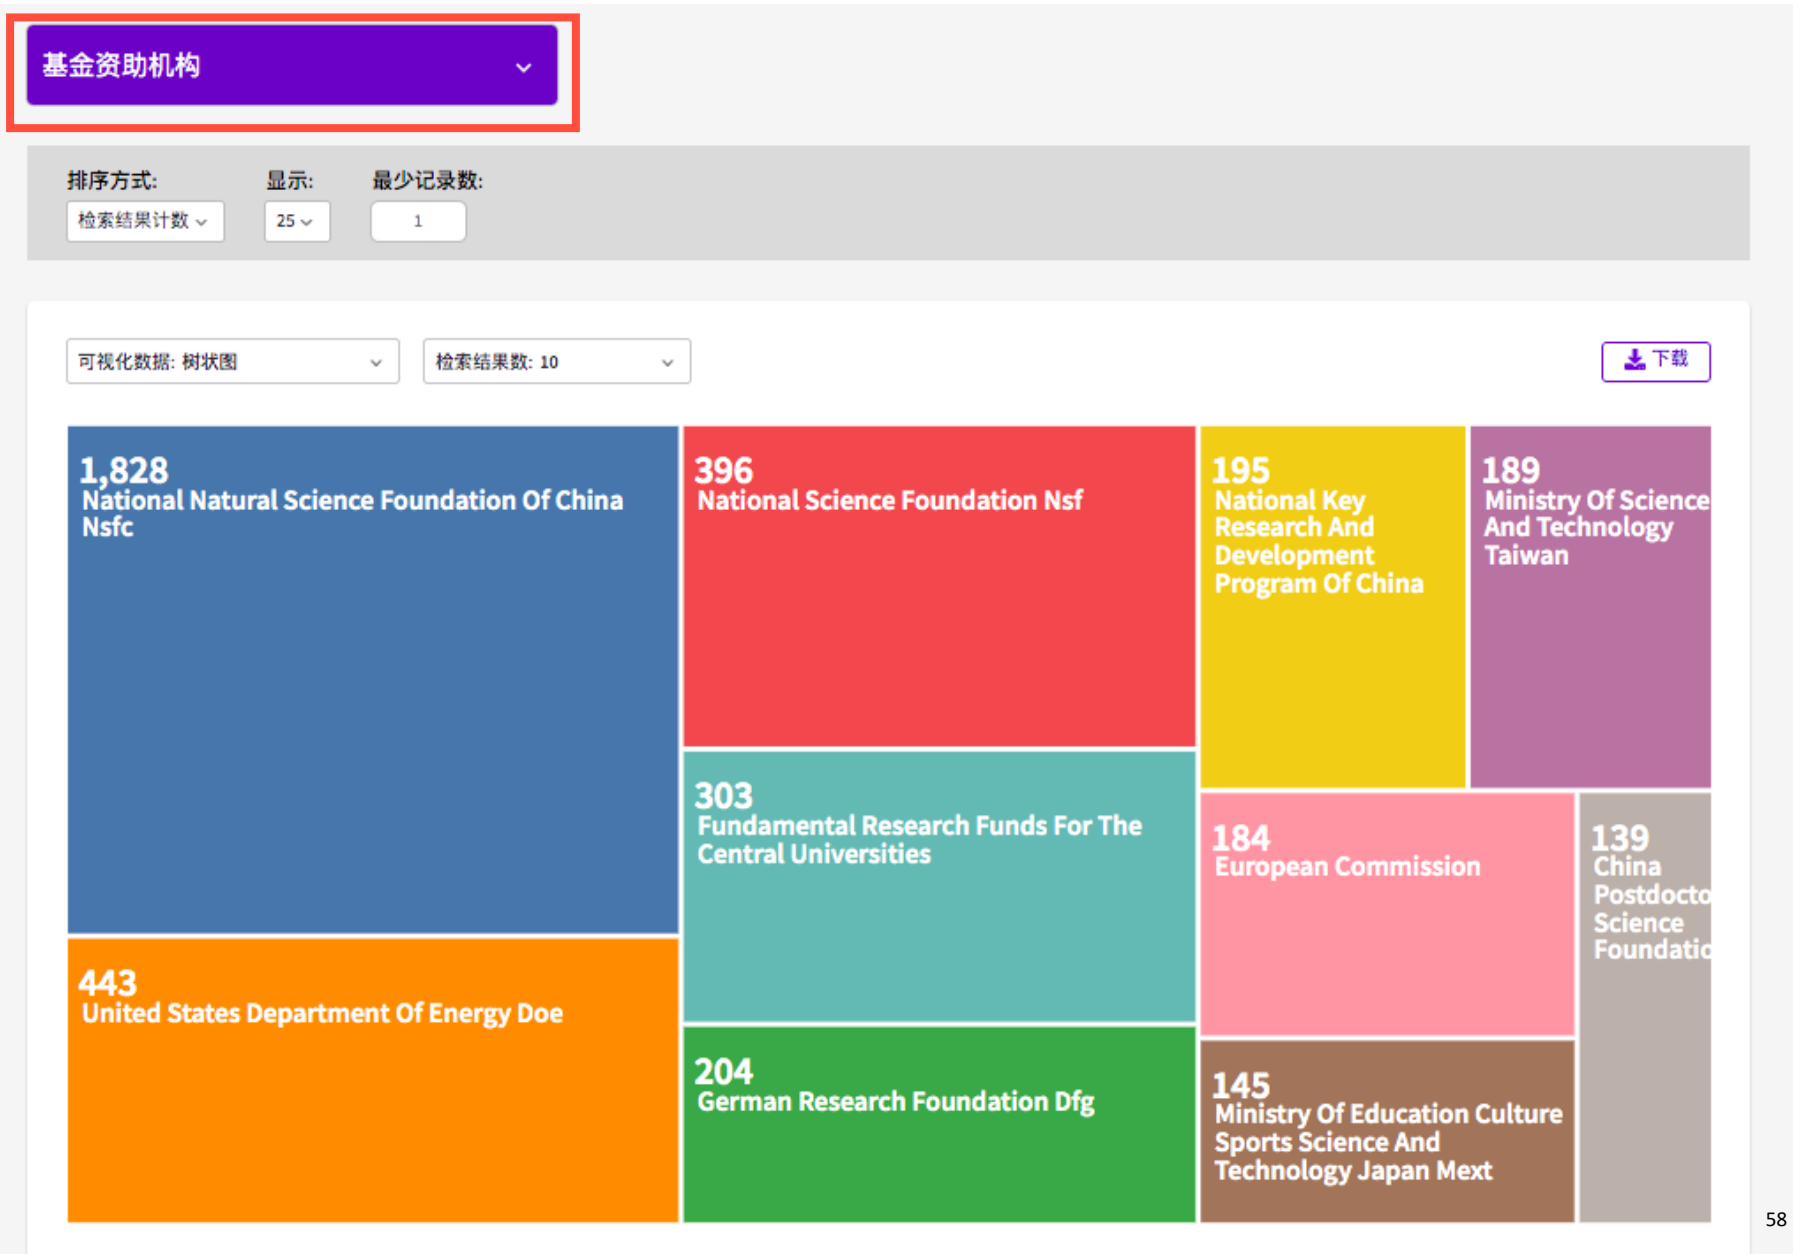 基金资助机构
排序方式:
显示:
最少记录数:
检索结果计数
25
1
可视化数据: 树状图
检索结果数: 10
下载
1,828
National Natural Science Foundation Of China
Nsfc
443
United States Department Of Energy Doe
396
National Science Foundation Nsf
303
Fundamental Research Funds For The
Central Universities
204
German Research Foundation Dfg
195
National Key
Research And
Development
Program Of China
189
Ministry Of Science
And Technology
Taiwan
184
European Commission
145
Ministry Of Education Culture
Sports Science And
Technology Japan Mext
139
China
Postdocto
Science
Foundatio
58